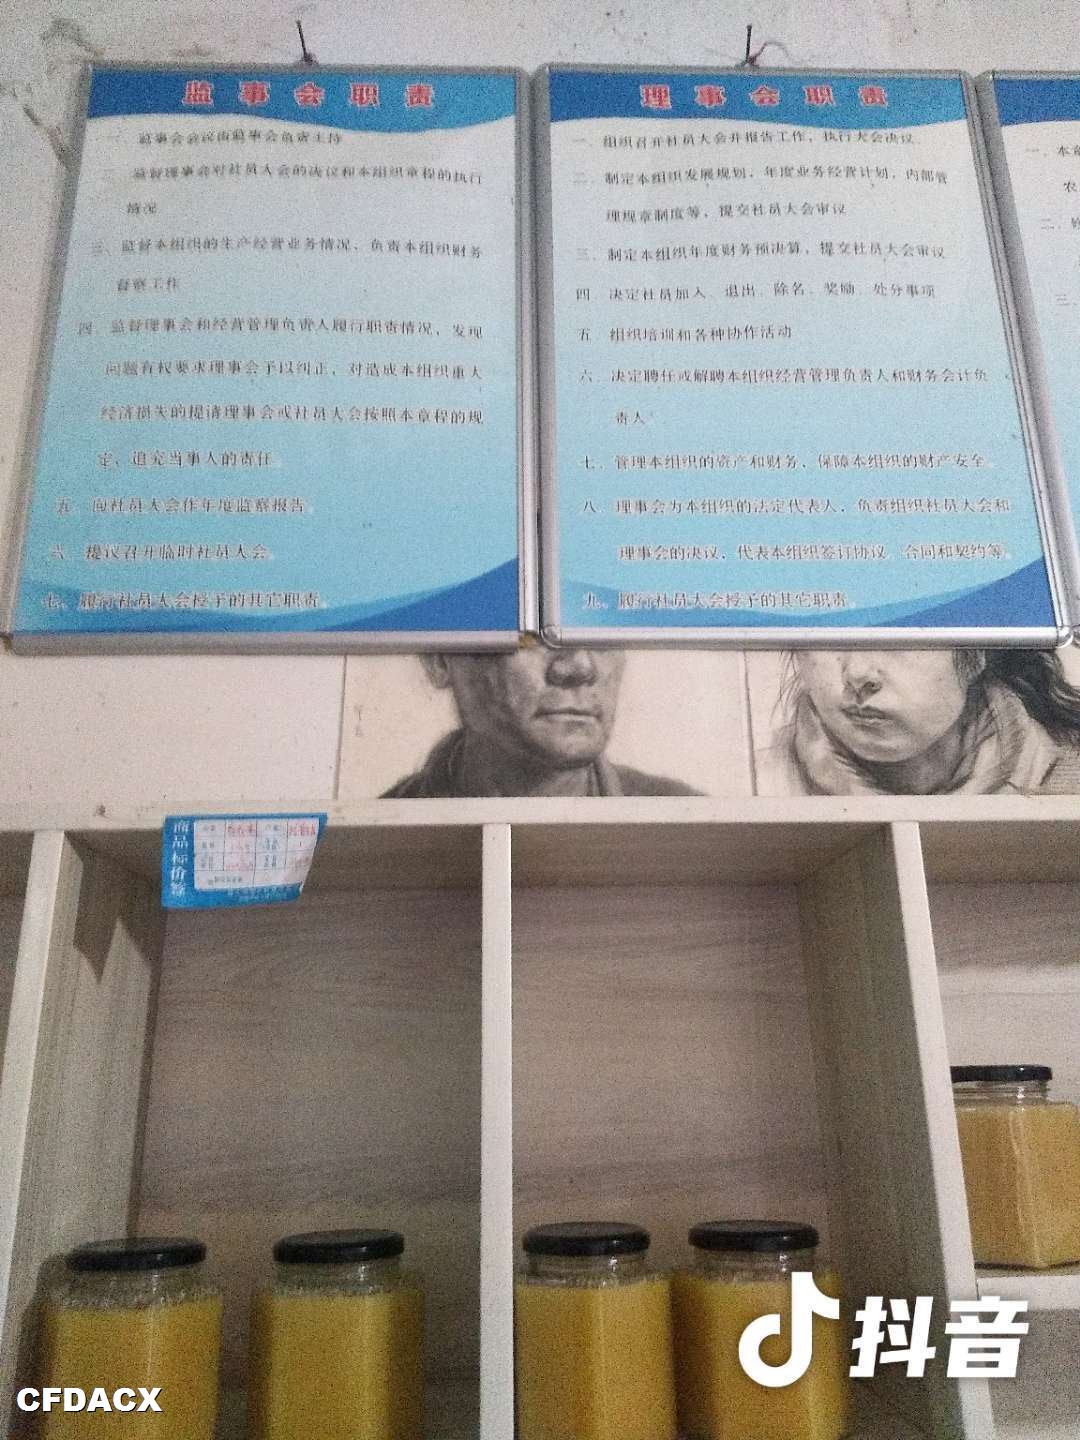 监事会职责
一、监事会会议由监事会负责主持
二、监督理事会对社员大会的决议和本组织章程的执行
情况
三、监督本组织的生产经营业务情况，负责本组织财务
督察工作
四、监督理事会和经营管理负责人履行职责情况，发现
问题有权要求理事会予以纠正，对造成本组织重大
经济损失的提请理事会或社员大会按照本章程的规
定，追究当事人的责任。
五、向社员大会作年度监察报告。
六、提议召开临时社员大会。
七、履行社员大会授予的其它职责。
理事会职责
一、组织召开社员大会并报告工作，执行大会决议
二、制定本组织发展规划，年度业务经营计划，内部管
理规章制度等，提交社员大会审议
三、制定本组织年度财务预决算，提交社员大会审议
四、决定社员加入、退出、除名、奖励、处分事项
五、组织培训和各种协作活动
六、决定聘任或解聘本组织经营管理负责人和财务会计负
责人
七、管理本组织的资产和财务，保障本组织的财产安全。
八、理事会为本组织的法定代表人，负责组织社员大会和
理事会的决议，代表本组织签订协议、合同和契约等。
九、履行社员大会授予的其它职责。
一、本
农
二、
三、
商品标价签
抖音
CFDACX